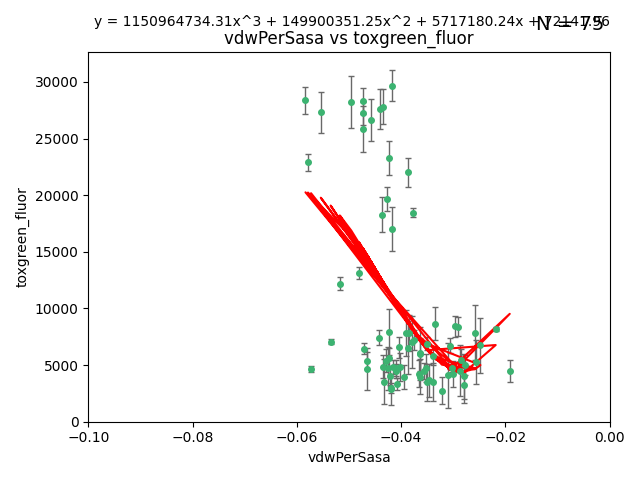 y = 1150964734.31x^3 + 149900351.25x^2 + 5717180.24x +
N = 75
vdwPerSasa vs toxgreen_fluor
30000
25000
20000
15000
10000
5000
0
toxgreen_fluor
−0.10
−0.08
−0.06
−0.04
−0.02
0.00
vdwPerSasa